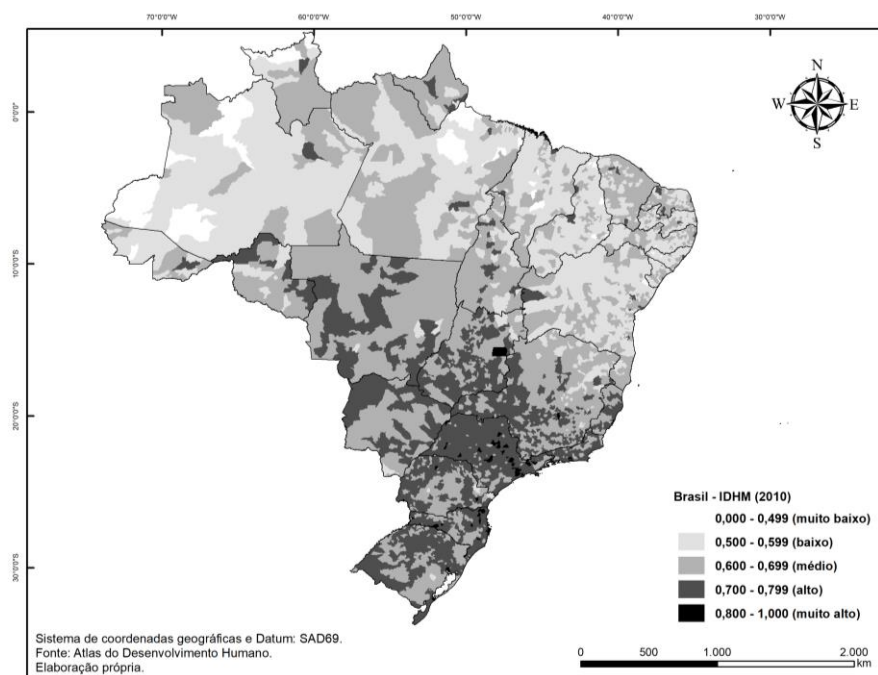 70°0'0"W 60°0'0"W 50°0'0"W 40°0'0"W 30°0'0"W
N
W E
S
0°0'0"
10°0'0"S
20°0'0"S
30°0'0"S
Brasil - IDHM (2010)
0,000 - 0,499 (muito baixo)
0,500 - 0,599 (baixo)
0,600 - 0,699 (médio)
0,700 - 0,799 (alto)
0,800 - 1,000 (muito alto)
Sistema de coordenadas geográficas e Datum: SAD69.
Fonte: Atlas do Desenvolvimento Humano.
Elaboração própria.
0 500 1.000 2.000
km